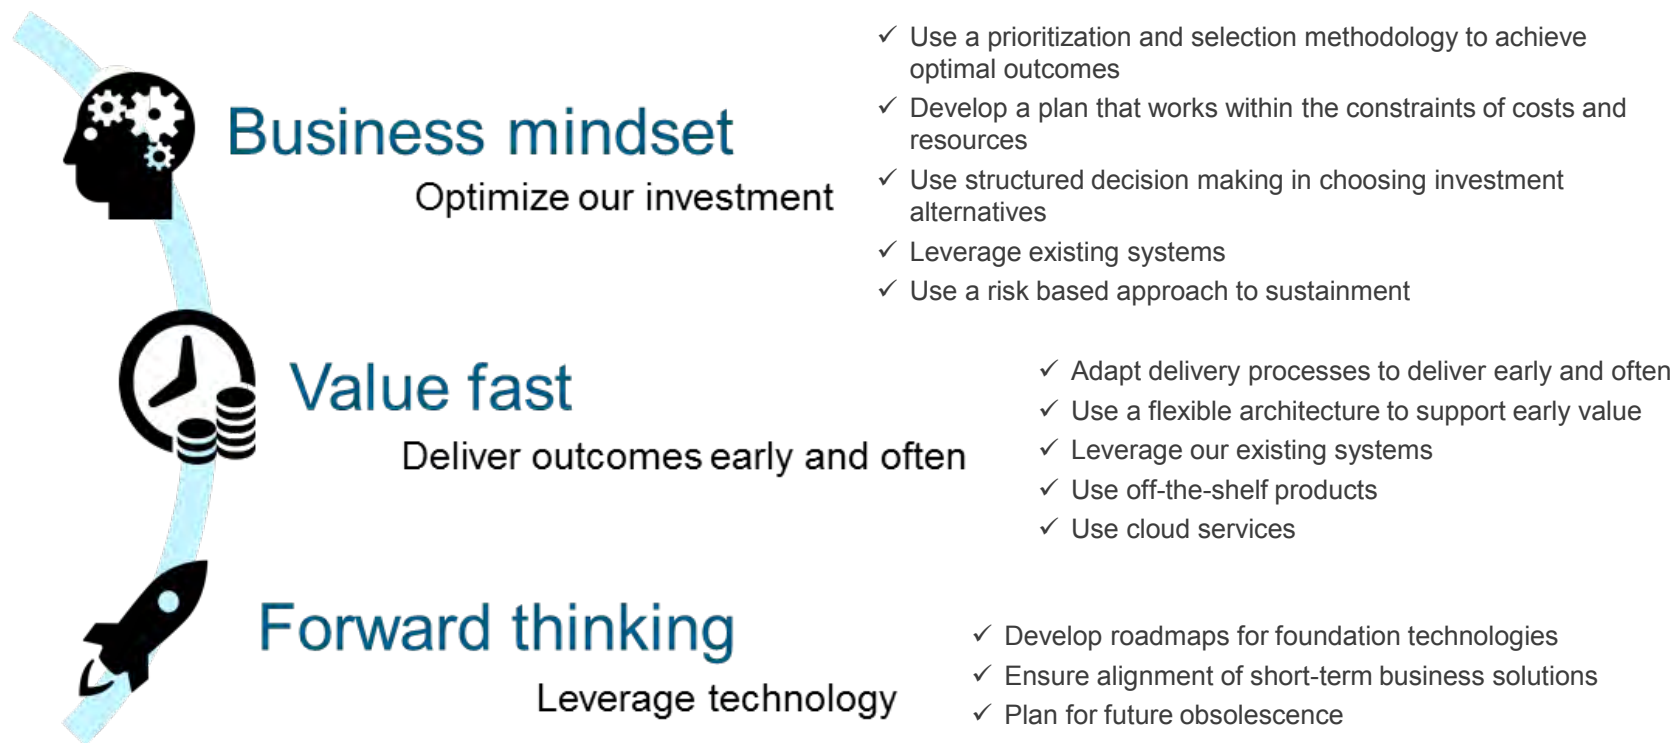 Business mindset
Optimize our investment
✓ Use a prioritization and selection methodology to achieve
optimal outcomes
✓ Develop a plan that works within the constraints of costs and
resources
✓ Use structured decision making in choosing investment
alternatives
✓ Leverage existing systems
✓ Use a risk based approach to sustainment
Value fast
Deliver outcomes early and often
✓ Adapt delivery processes to deliver early and often
✓ Use a flexible architecture to support early value
✓ Leverage our existing systems
✓ Use off-the-shelf products
✓ Use cloud services
Forward thinking
Leverage technology
✓ Develop roadmaps for foundation technologies
✓ Ensure alignment of short-term business solutions
✓ Plan for future obsolescence